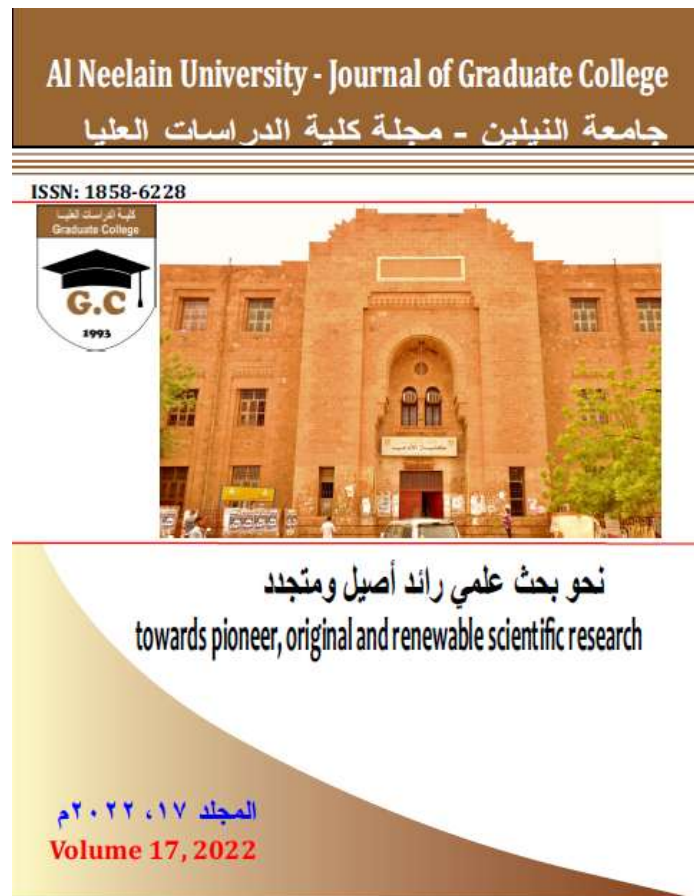 Al Neelain University - Journal of Graduate College
جامعة النيلين - مجلة كلية الدراسات العليا
ISSN: 1858-6228
كلية الدراسات العليا
Graduate College
G.C
1993
نحو بحث علمي رائد أصيل ومتجدد
towards pioneer, original and renewable scientific research
المجلد ١٧، ٢٠٢٢م
Volume 17, 2022